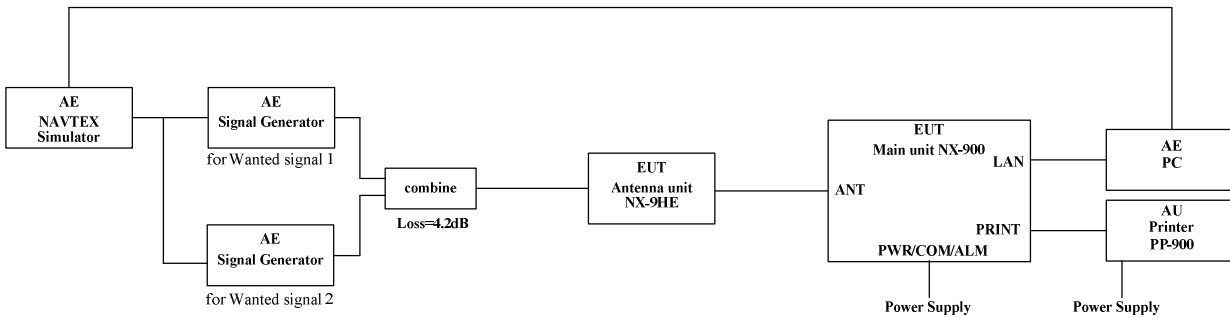 AE
NAVTEX
Simulator
AE
Signal Generator
for Wanted signal 1
AE
Signal Generator
for Wanted signal 2
combine
Loss=4.2dB
EUT
Antenna unit
NX-9HE
EUT
Main unit NX-900
LAN
ANT
PRINT
PWR/COM/ALM
Power Supply
AE
PC
AU
Printer
PP-900
Power Supply